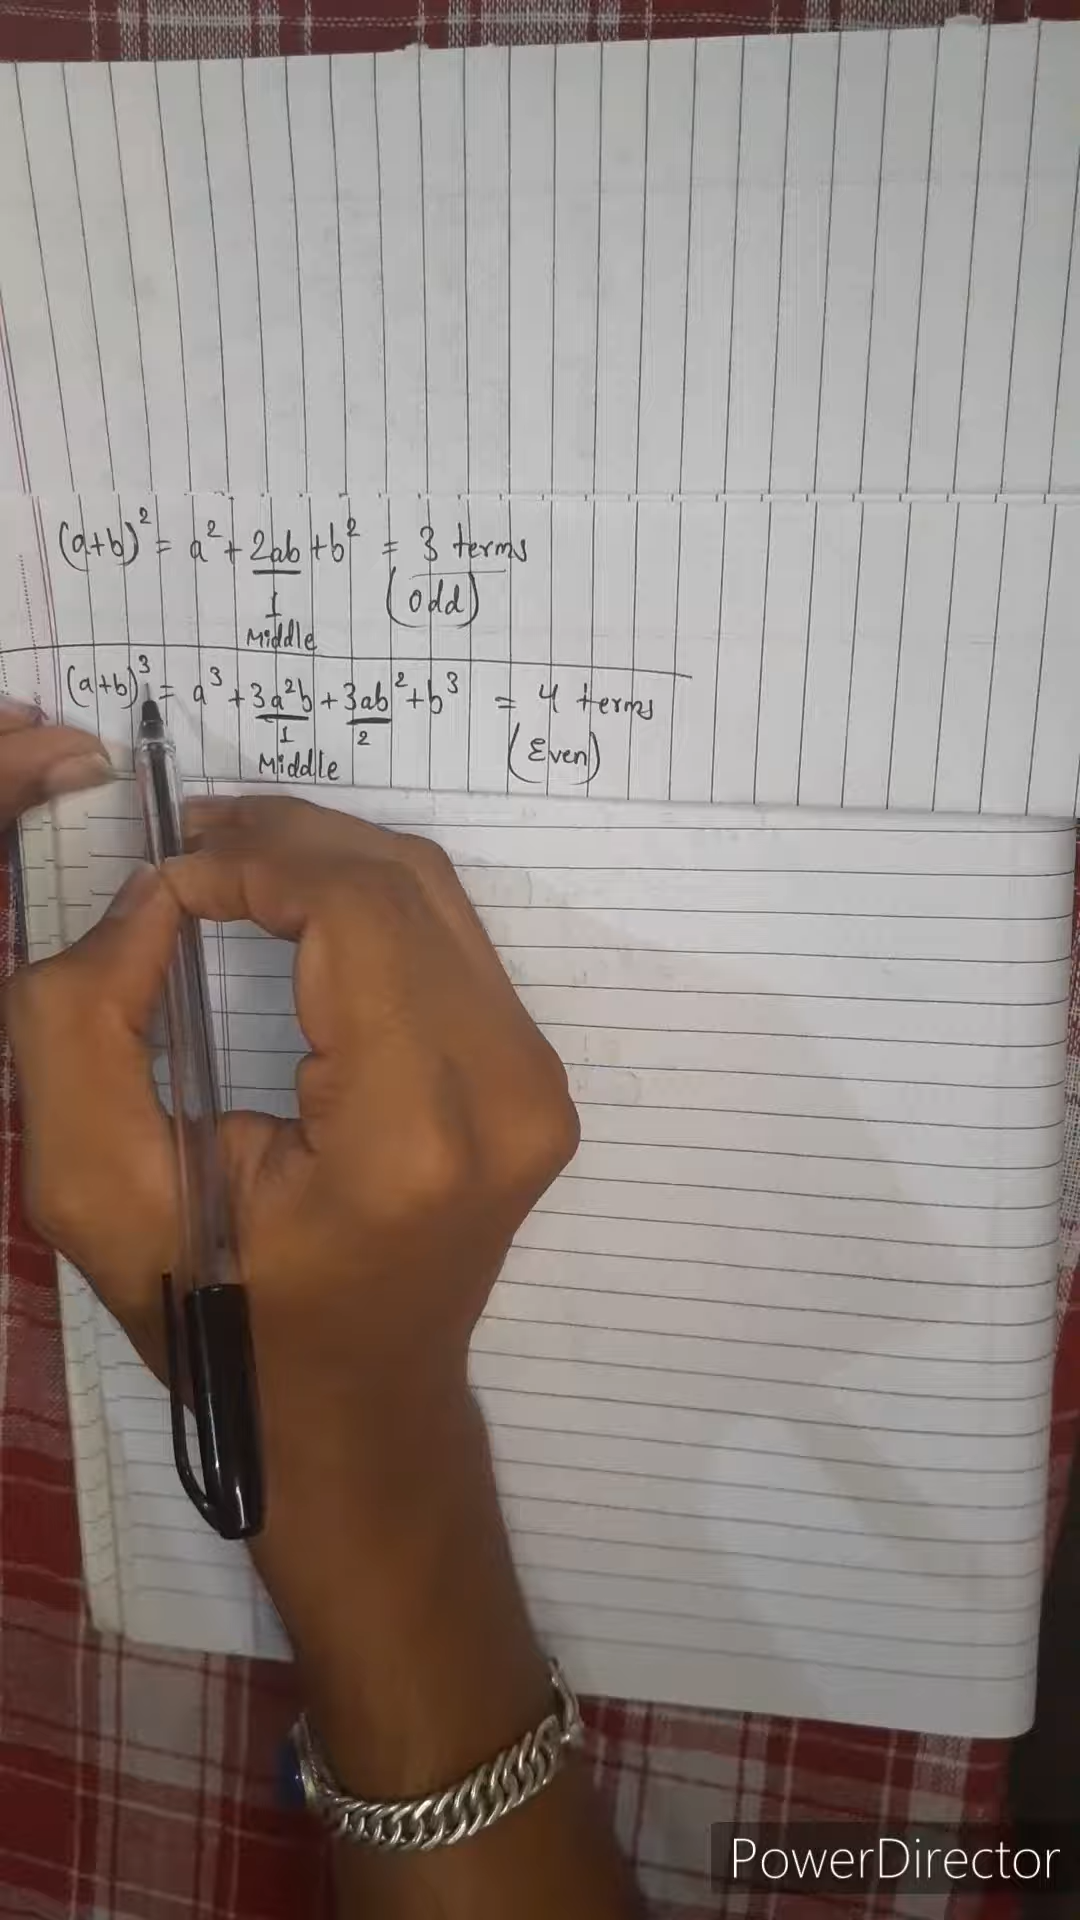 (a+b)² = a² + 2ab + b² = 3 terms
1 (odd)
Middle
(a+b)³ = a³ + 3a²b + 3ab² + b³ = 4 terms
1 2 (Even)
Middle
PowerDirector